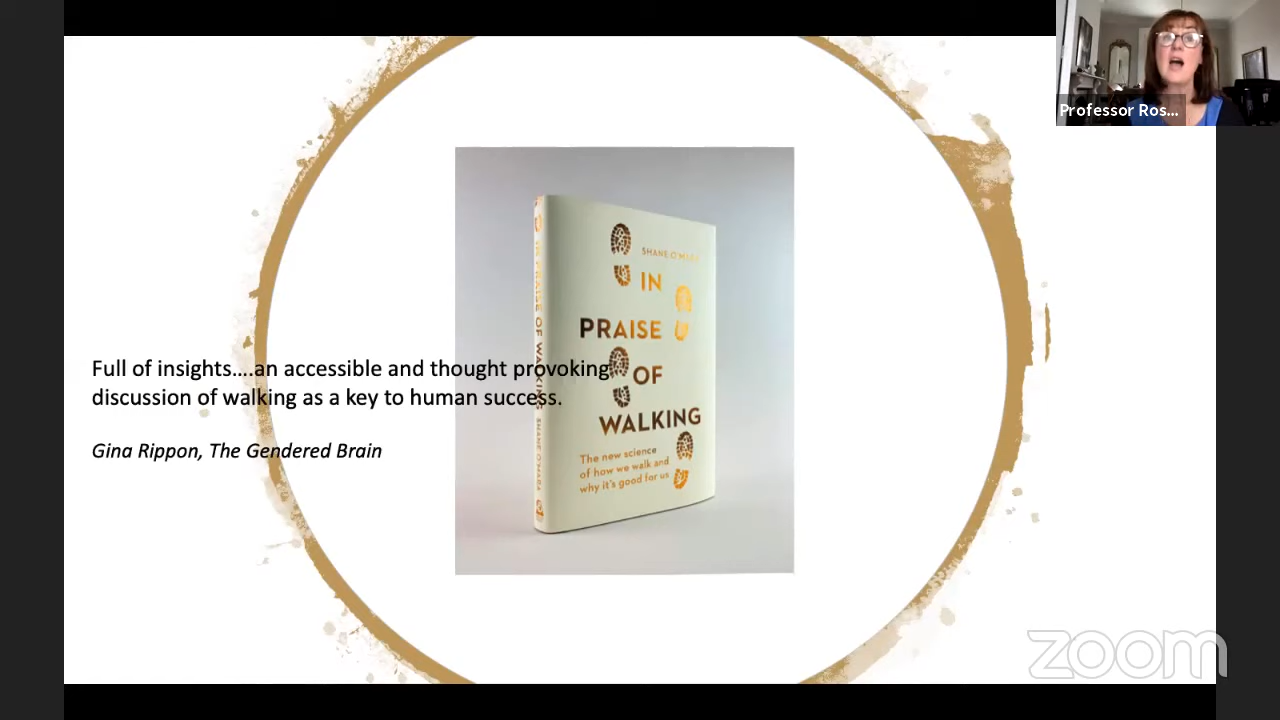 Professor Ros...
SHANE O'MARA
IN
PRAISE
OF
WALKING
The new science
of how we walk and
why it's good for us
IN PRAISE OF WALKING SHANE O'MARA
Full of insights....an accessible and thought provoking
discussion of walking as a key to human success.
Gina Rippon, The Gendered Brain
zoom